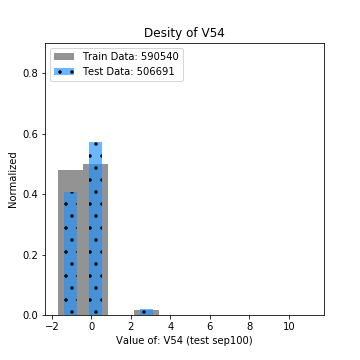 Desity of V54
Train Data: 590540
Test Data: 506691
Normalized
0.8
0.6
0.4
0.2
0.0
−2 0 2 4 6 8 10
Value of: V54 (test sep100)